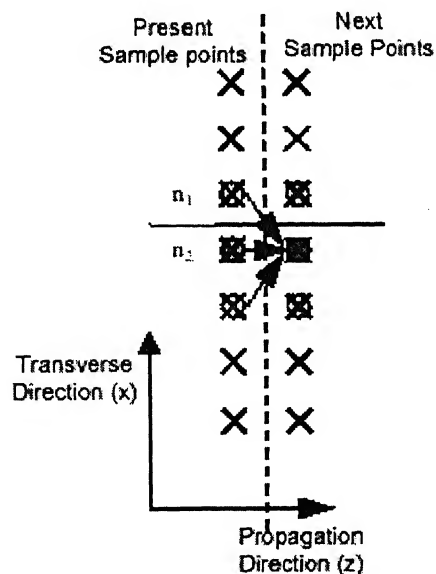 Present
Sample points
Next
Sample Points
n₁
n₂
Transverse
Direction (x)
Propagation
Direction (z)